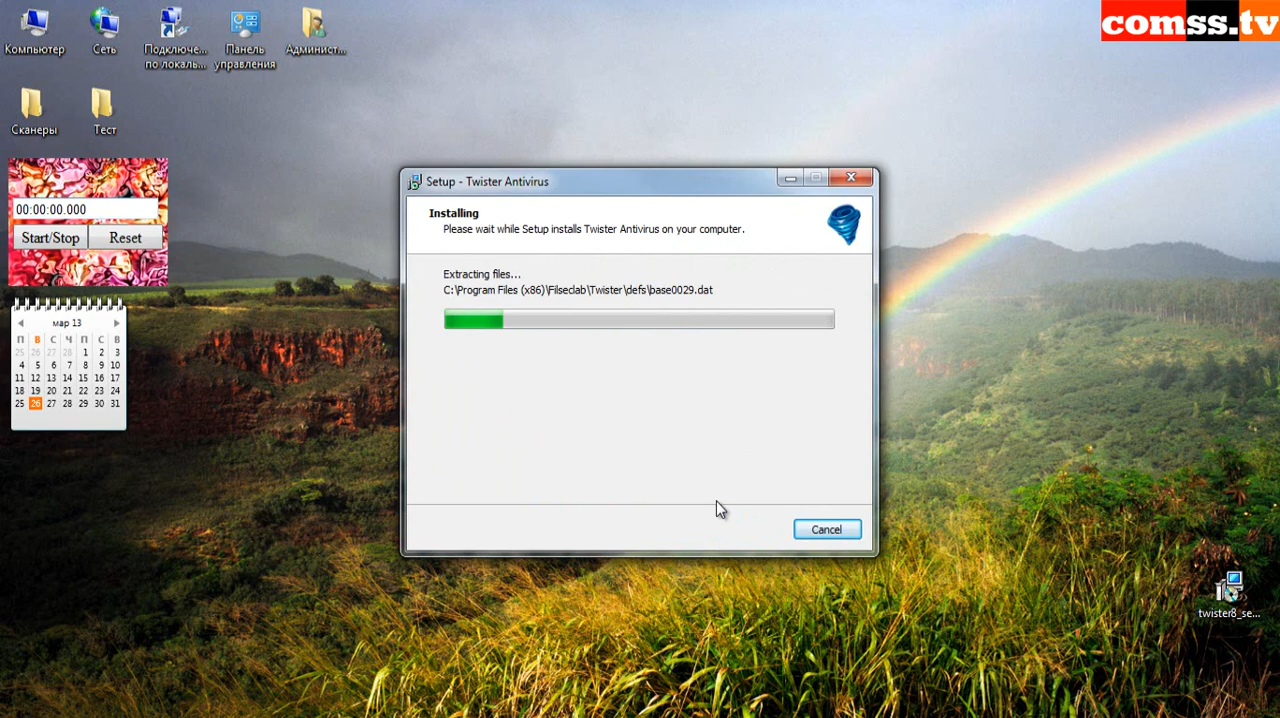 Компьютер
Сеть
Подключе...
по локаль...
Панель
управления
Админист...
comss.tv
Сканеры
Тест
00:00:00.000
Start/Stop
Reset
мар 13
П В С Ч П С В
25 26 27 28 1 2 3
4 5 6 7 8 9 10
11 12 13 14 15 16 17
18 19 20 21 22 23 24
25 26 27 28 29 30 31
Setup - Twister Antivirus
Installing
Please wait while Setup installs Twister Antivirus on your computer.
Extracting files...
C:\Program Files (x86)\Filseclab\Twister\defs\base0029.dat
Cancel
twister8_se...